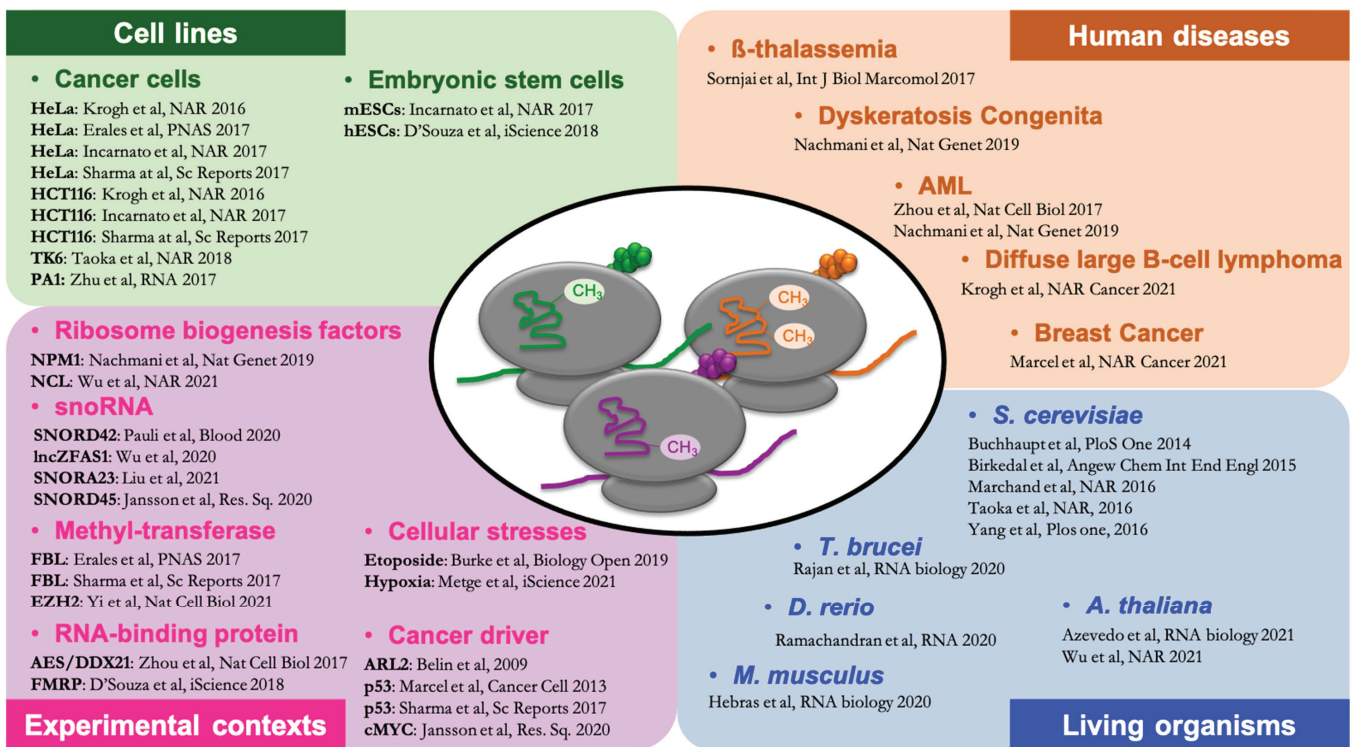 Cell lines
• Cancer cells
HeLa: Krogh et al, NAR 2016
HeLa: Erales et al, PNAS 2017
HeLa: Incarnato et al, NAR 2017
HeLa: Sharma at al, Sc Reports 2017
HCT116: Krogh et al, NAR 2016
HCT116: Incarnato et al, NAR 2017
HCT116: Sharma at al, Sc Reports 2017
TK6: Taoka et al, NAR 2018
PA1: Zhu et al, RNA 2017
• Embryonic stem cells
mESCs: Incarnato et al, NAR 2017
hESCs: D'Souza et al, iScience 2018
Human diseases
• ß-thalassemia
Sornjai et al, Int J Biol Marcomol 2017
• Dyskeratosis Congenita
Nachmani et al, Nat Genet 2019
• AML
Zhou et al, Nat Cell Biol 2017
Nachmani et al, Nat Genet 2019
• Diffuse large B-cell lymphoma
Krogh et al, NAR Cancer 2021
• Breast Cancer
Marcel et al, NAR Cancer 2021
CH3
CH3
CH3
CH3
• Ribosome biogenesis factors
NPM1: Nachmani et al, Nat Genet 2019
NCL: Wu et al, NAR 2021
• snoRNA
SNORD42: Pauli et al, Blood 2020
lncZFAS1: Wu et al, 2020
SNORA23: Liu et al, 2021
SNORD45: Jansson et al, Res. Sq. 2020
• Methyl-transferase
FBL: Erales et al, PNAS 2017
FBL: Sharma et al, Sc Reports 2017
EZH2: Yi et al, Nat Cell Biol 2021
• RNA-binding protein
AES/DDX21: Zhou et al, Nat Cell Biol 2017
FMRP: D'Souza et al, iScience 2018
• Cellular stresses
Etoposide: Burke et al, Biology Open 2019
Hypoxia: Metge et al, iScience 2021
• Cancer driver
ARL2: Belin et al, 2009
p53: Marcel et al, Cancer Cell 2013
p53: Sharma et al, Sc Reports 2017
cMYC: Jansson et al, Res. Sq. 2020
Experimental contexts
• S. cerevisiae
Buchhaupt et al, PloS One 2014
Birkedal et al, Angew Chem Int End Engl 2015
Marchand et al, NAR 2016
Taoka et al, NAR, 2016
Yang et al, Plos one, 2016
• T. brucei
Rajan et al, RNA biology 2020
• D. rerio
Ramachandran et al, RNA 2020
• A. thaliana
Azevedo et al, RNA biology 2021
Wu et al, NAR 2021
• M. musculus
Hebras et al, RNA biology 2020
Living organisms